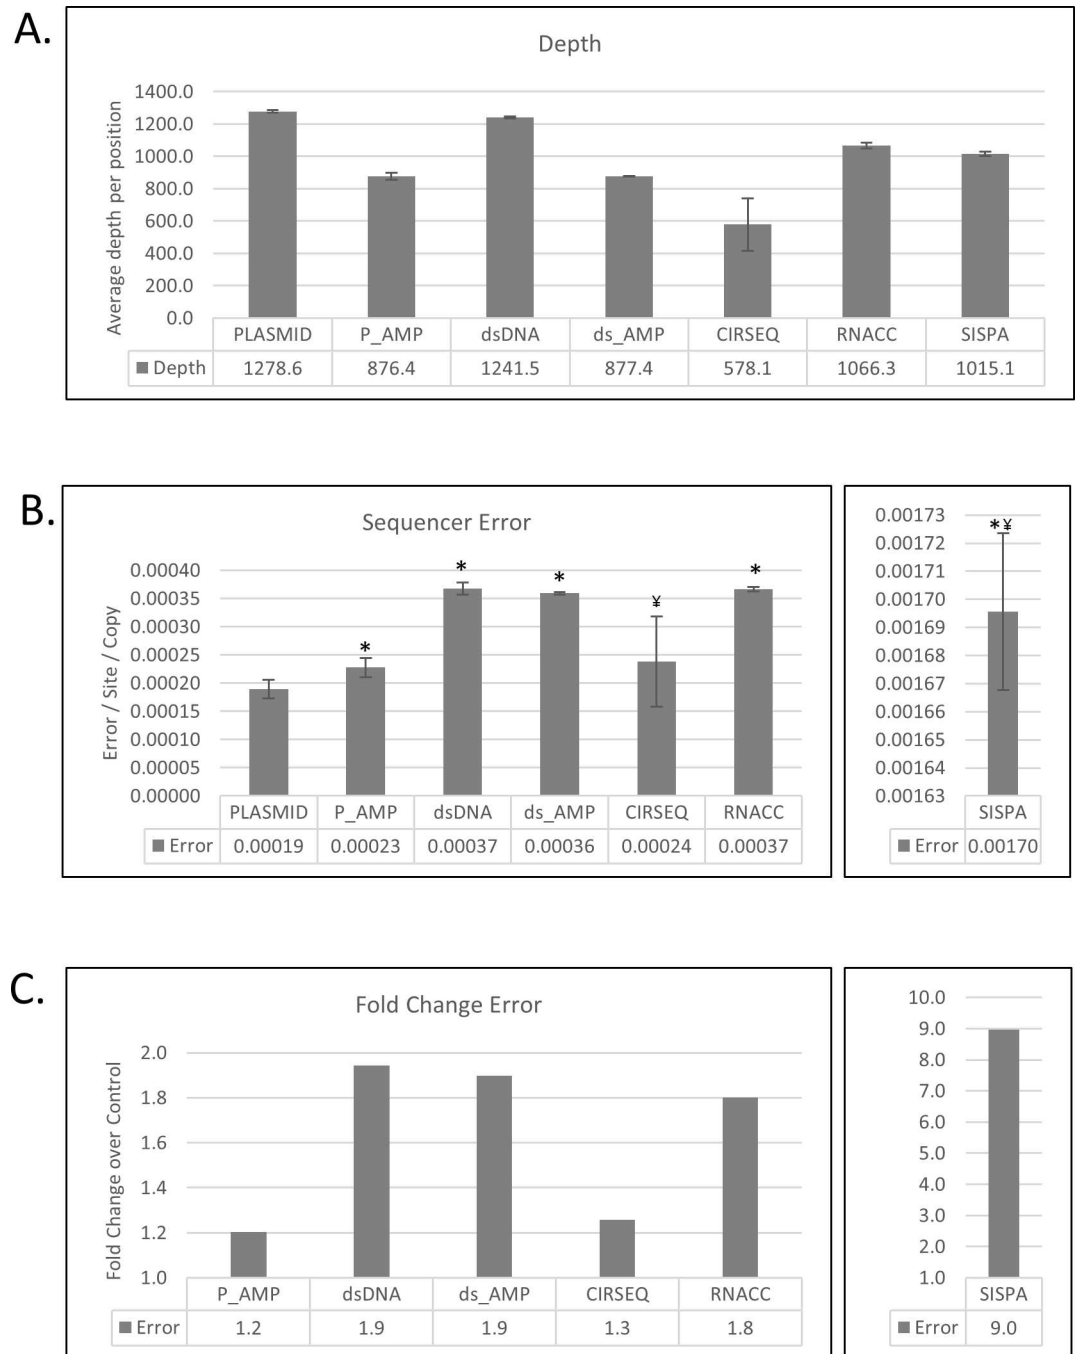 A.
Depth
Average depth per position
1400.0
1200.0
1000.0
800.0
600.0
400.0
200.0
0.0
PLASMID P_AMP dsDNA ds_AMP CIRSEQ RNACC SISPA
Depth 1278.6 876.4 1241.5 877.4 578.1 1066.3 1015.1
B.
Sequencer Error
Error / Site / Copy
0.00040
0.00035
0.00030
0.00025
0.00020
0.00015
0.00010
0.00005
0.00000
* * * ¥ *
PLASMID P_AMP dsDNA ds_AMP CIRSEQ RNACC
Error 0.00019 0.00023 0.00037 0.00036 0.00024 0.00037
0.00173
0.00172
0.00171
0.00170
0.00169
0.00168
0.00167
0.00166
0.00165
0.00164
0.00163
*¥
SISPA
Error 0.00170
C.
Fold Change Error
Fold Change over Control
2.0
1.8
1.6
1.4
1.2
1.0
P_AMP dsDNA ds_AMP CIRSEQ RNACC
Error 1.2 1.9 1.9 1.3 1.8
10.0
9.0
8.0
7.0
6.0
5.0
4.0
3.0
2.0
1.0
SISPA
Error 9.0